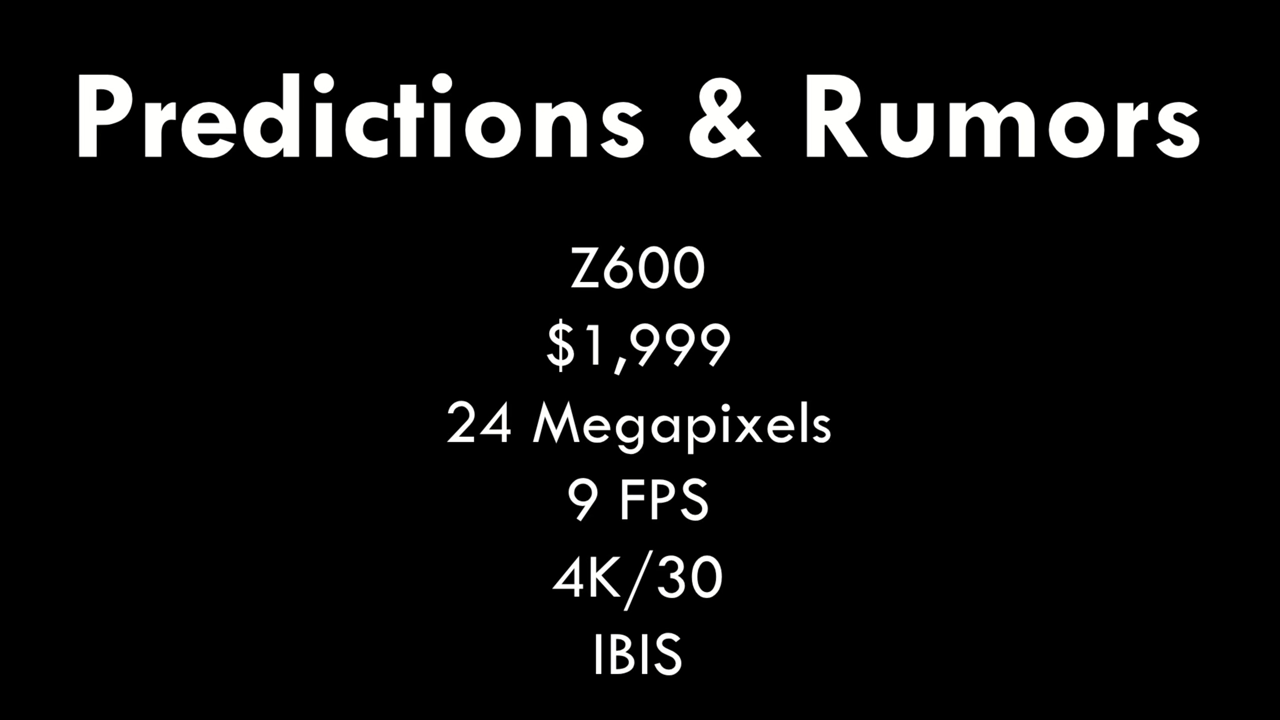 Predictions & Rumors
Z600
$1,999
24 Megapixels
9 FPS
4K/30
IBIS